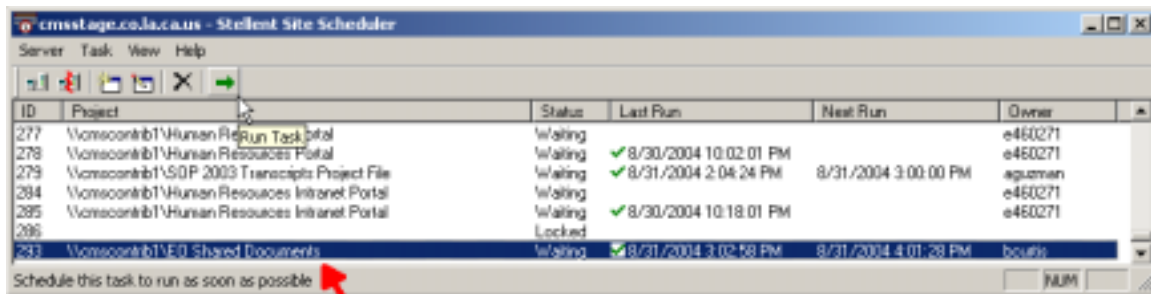 cmsstage.co.la.ca.us - Stellent Site Scheduler
Server Task View Help
ID Project Status Last Run Next Run Owner
277 \\cmscontrib1\Human Resources Portal Waiting e460271
Run Task
278 \\cmscontrib1\Human Resources Portal Waiting 8/30/2004 10:02:01 PM e460271
279 \\cmscontrib1\SOP 2003 Transcripts Project File Waiting 8/31/2004 2:04:24 PM 8/31/2004 3:00:00 PM aguzman
284 \\cmscontrib1\Human Resources Intranet Portal Waiting e460271
285 \\cmscontrib1\Human Resources Intranet Portal Waiting 8/30/2004 10:18:01 PM e460271
286 Locked
293 \\cmscontrib1\EO Shared Documents Waiting 8/31/2004 3:02:58 PM 8/31/2004 4:01:28 PM boutis
Schedule this task to run as soon as possible NUM